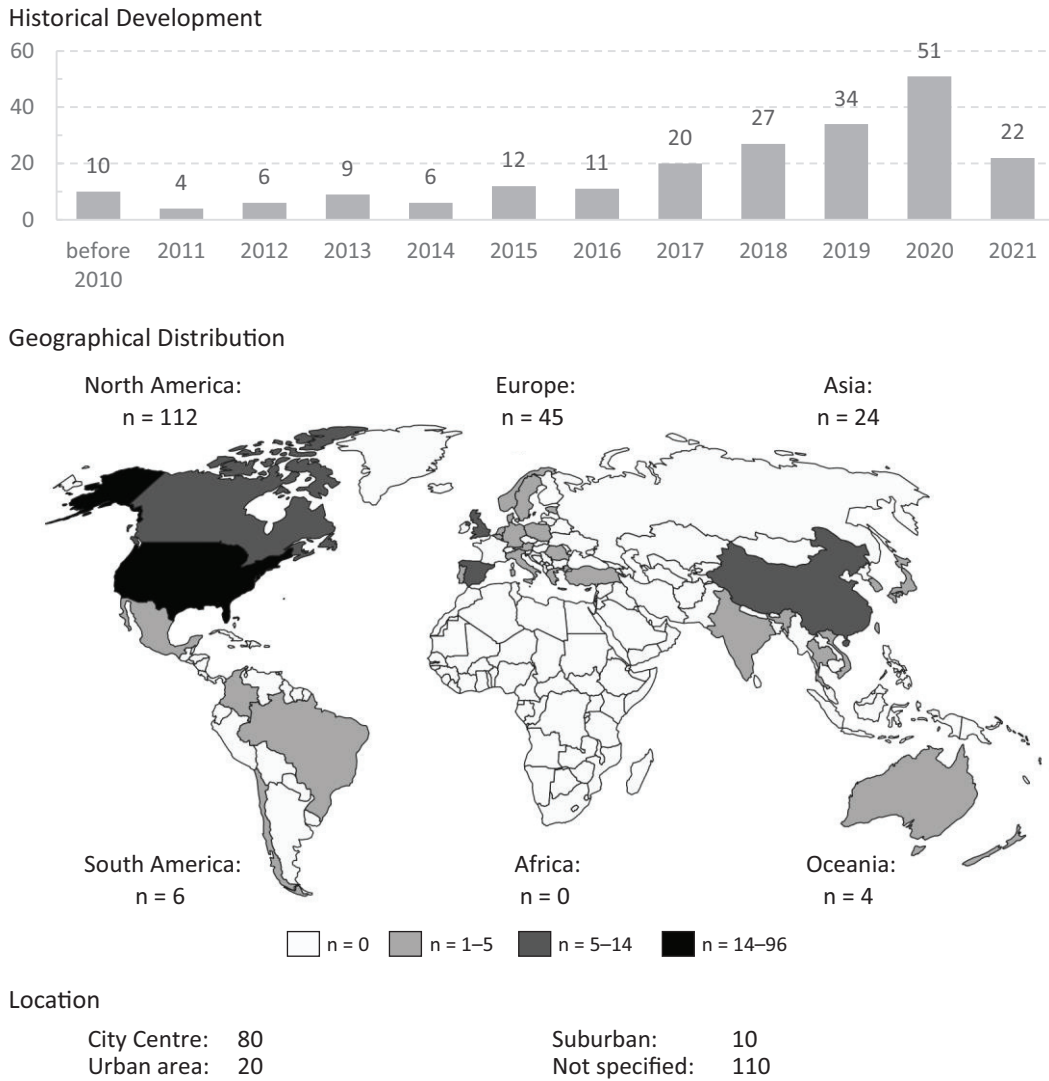 Historical Development
60
40
20
0
10
4
6
9
6
12
11
20
27
34
51
22
before 2010
2011
2012
2013
2014
2015
2016
2017
2018
2019
2020
2021
Geographical Distribution
North America:
n = 112
Europe:
n = 45
Asia:
n = 24
South America:
n = 6
Africa:
n = 0
Oceania:
n = 4
n = 0
n = 1–5
n = 5–14
n = 14–96
Location
City Centre: 80
Suburban: 10
Urban area: 20
Not specified: 110